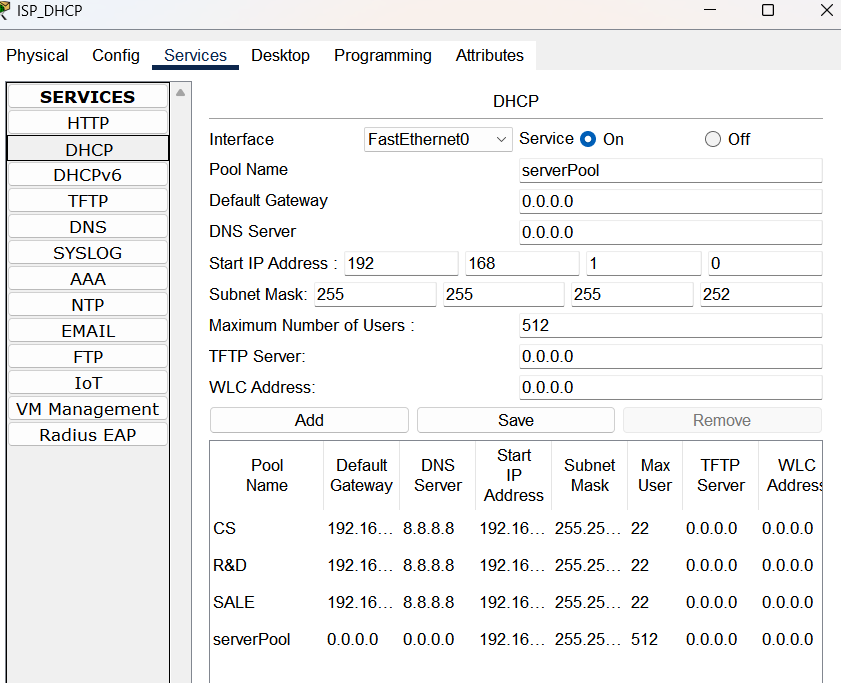 ISP_DHCP
Physical Config Services Desktop Programming Attributes
SERVICES
HTTP
DHCP
DHCPv6
TFTP
DNS
SYSLOG
AAA
NTP
EMAIL
FTP
IoT
VM Management
Radius EAP
DHCP
Interface FastEthernet0 Service On Off
Pool Name serverPool
Default Gateway 0.0.0.0
DNS Server 0.0.0.0
Start IP Address : 192 168 1 0
Subnet Mask: 255 255 255 252
Maximum Number of Users : 512
TFTP Server: 0.0.0.0
WLC Address: 0.0.0.0
Add Save Remove
Pool Name Default Gateway DNS Server Start IP Address Subnet Mask Max User TFTP Server WLC Address
CS 192.16... 8.8.8.8 192.16... 255.25... 22 0.0.0.0 0.0.0.0
R&D 192.16... 8.8.8.8 192.16... 255.25... 22 0.0.0.0 0.0.0.0
SALE 192.16... 8.8.8.8 192.16... 255.25... 22 0.0.0.0 0.0.0.0
serverPool 0.0.0.0 0.0.0.0 192.16... 255.25... 512 0.0.0.0 0.0.0.0